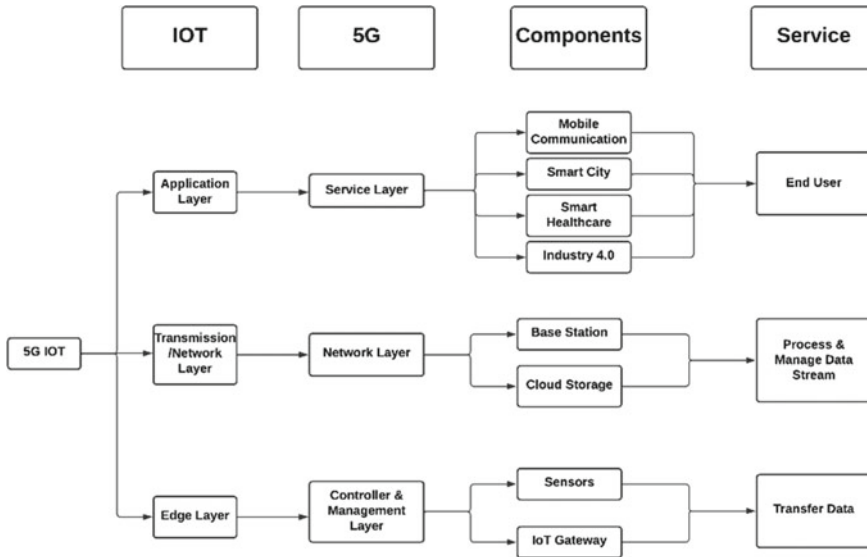 IOT
5G
Components
Service
Mobile
Communication
Application
Layer
Service Layer
Smart City
End User
Smart
Healthcare
Industry 4.0
5G IOT
Transmission
/Network
Layer
Network Layer
Base Station
Cloud Storage
Process &
Manage Data
Stream
Edge Layer
Controller &
Management
Layer
Sensors
IoT Gateway
Transfer Data